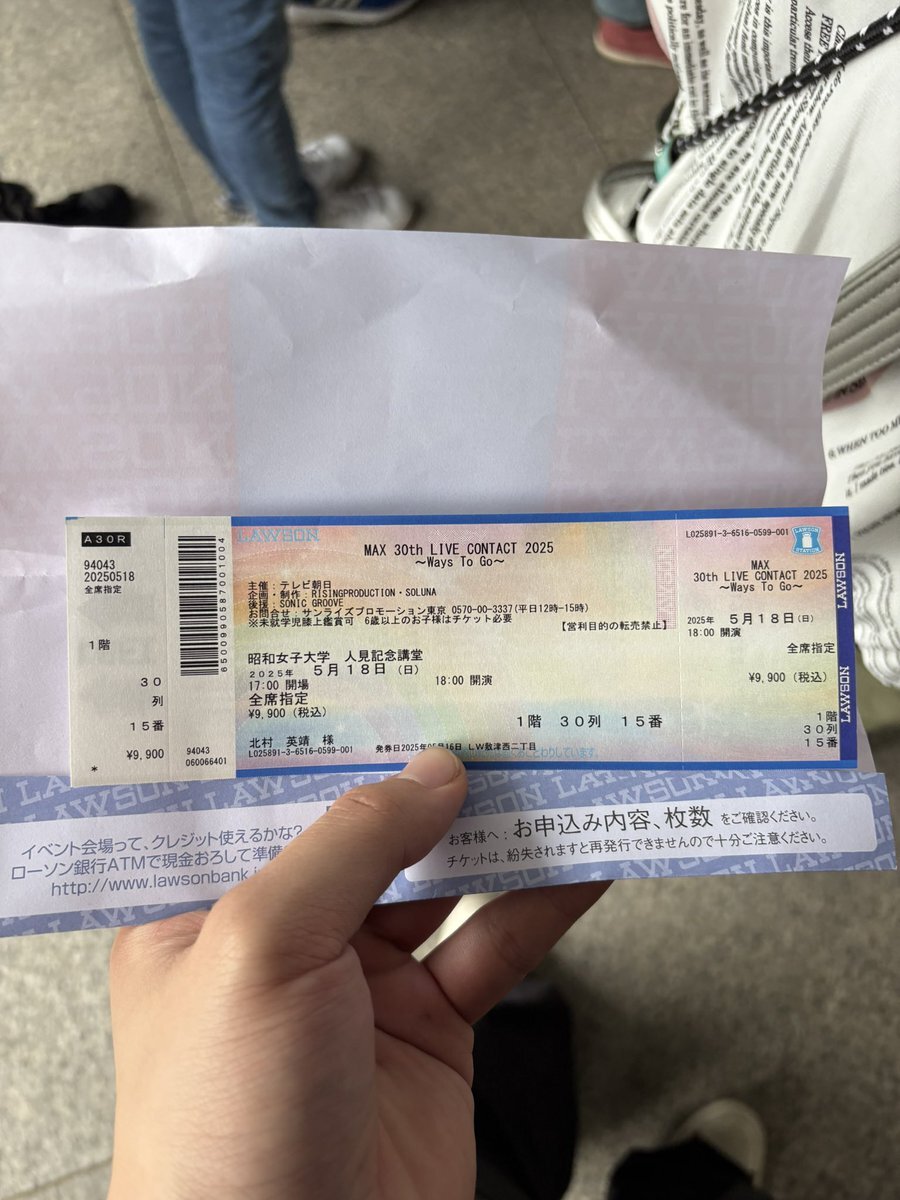 A30R
94043
20250518
全席指定
1階
30
列
15番
¥9,900
*
6500990587001004
94043
060066401
LAWSON
MAX 30th LIVE CONTACT 2025
～Ways To Go～
主催：テレビ朝日
企画・制作：RISINGPRODUCTION・SOLUNA
後援：SONIC GROOVE
お問合せ：サンライズプロモーション東京 0570-00-3337(平日12時-15時)
※未就学児膝上鑑賞可 6歳以上のお子様はチケット必要
【営利目的の転売禁止】
昭和女子大学 人見記念講堂
2025年 5月18日（日）
17:00 開場 18:00 開演
全席指定
¥9,900（税込）
1階 30列 15番
北村 英靖 様
L025891-3-6516-0599-001 発券日2025年05月16日 LW敷津西二丁目
L025891-3-6516-0599-001
LAWSON STATION
MAX
30th LIVE CONTACT 2025
～Ways To Go～
2025年 5月18日（日）
18:00 開演
全席指定
¥9,900（税込）
1階
30列
15番
LAWSON
LAWSON
イベント会場って、クレジット使えるかな？
ローソン銀行ATMで現金おろして準備
http://www.lawsonbank.j
お客様へ：お申込み内容、枚数をご確認ください。
チケットは、紛失されますと再発行できませんので十分ご注意ください。